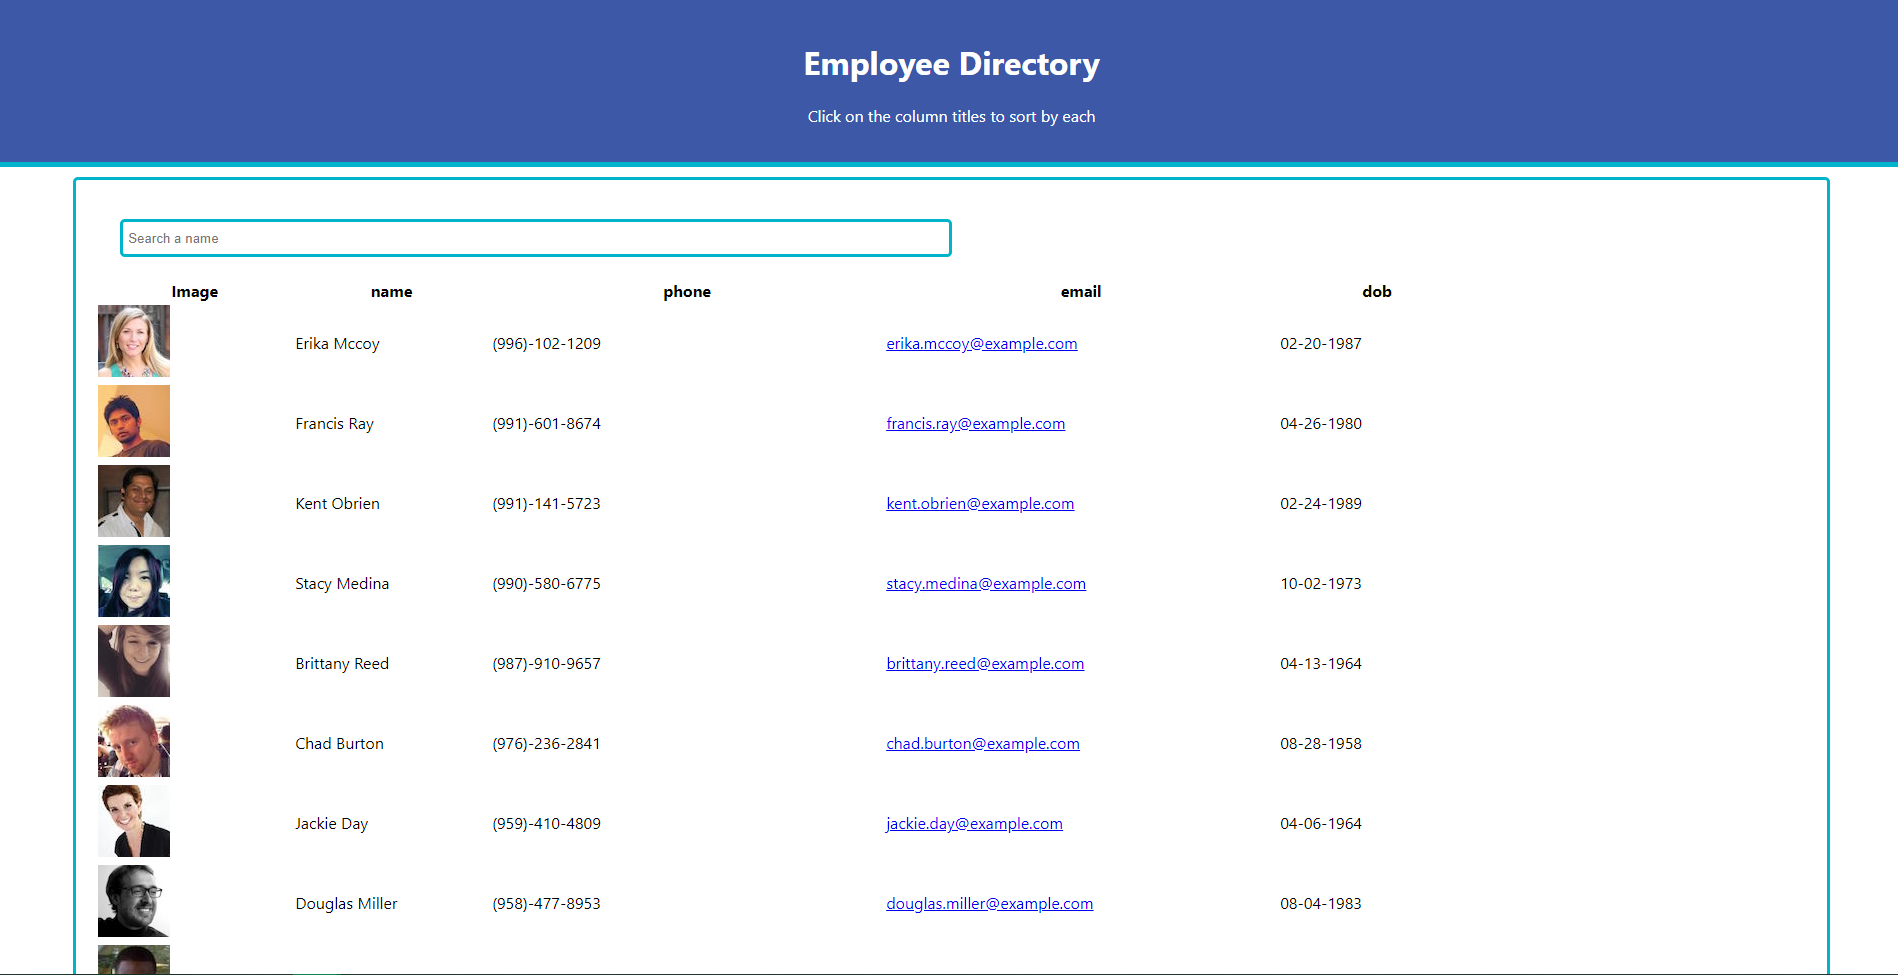 Employee Directory
Click on the column titles to sort by each
Search a name
Image name phone email dob
Erika Mccoy (996)-102-1209 erika.mccoy@example.com 02-20-1987
Francis Ray (991)-601-8674 francis.ray@example.com 04-26-1980
Kent Obrien (991)-141-5723 kent.obrien@example.com 02-24-1989
Stacy Medina (990)-580-6775 stacy.medina@example.com 10-02-1973
Brittany Reed (987)-910-9657 brittany.reed@example.com 04-13-1964
Chad Burton (976)-236-2841 chad.burton@example.com 08-28-1958
Jackie Day (959)-410-4809 jackie.day@example.com 04-06-1964
Douglas Miller (958)-477-8953 douglas.miller@example.com 08-04-1983